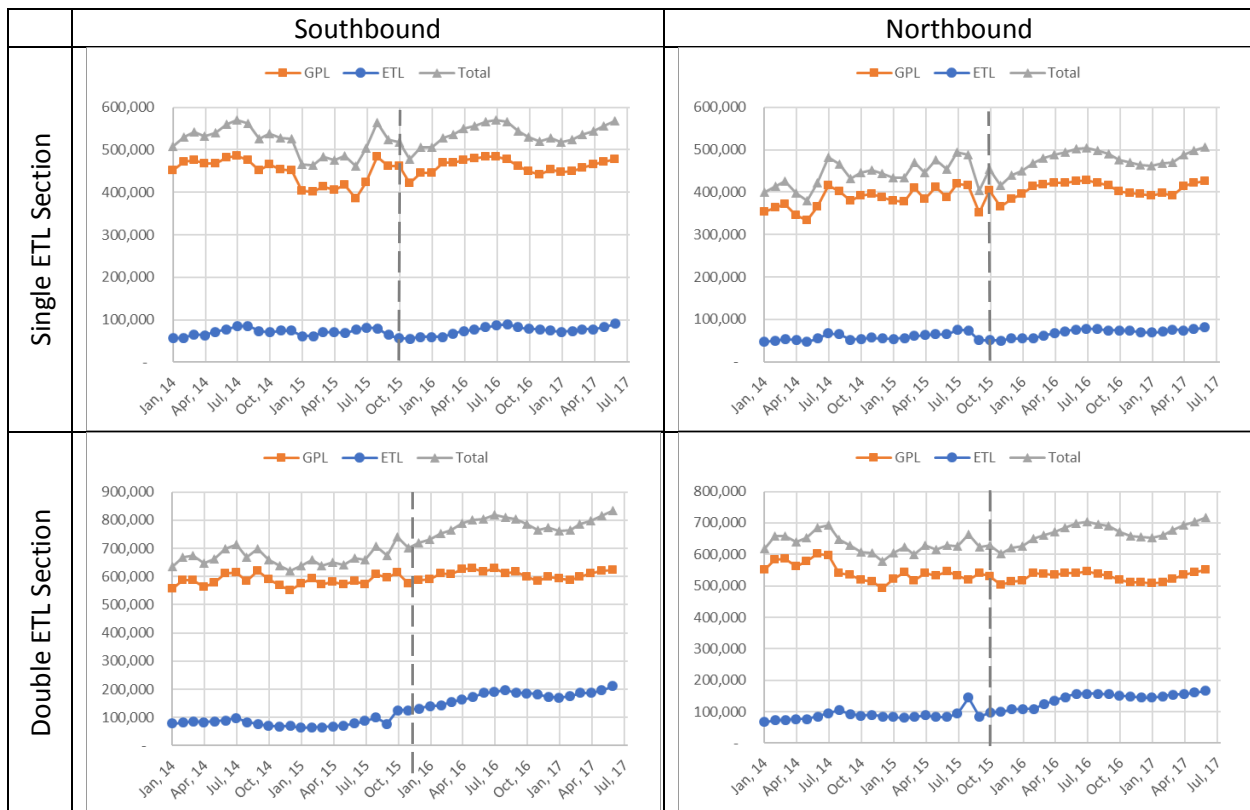 Southbound
Northbound
Single ETL Section
GPL ETL Total
600,000
500,000
400,000
300,000
200,000
100,000
-
Jan, 14 Apr, 14 Jul, 14 Oct, 14 Jan, 15 Apr, 15 Jul, 15 Oct, 15 Jan, 16 Apr, 16 Jul, 16 Oct, 16 Jan, 17 Apr, 17 Jul, 17
GPL ETL Total
600,000
500,000
400,000
300,000
200,000
100,000
-
Jan, 14 Apr, 14 Jul, 14 Oct, 14 Jan, 15 Apr, 15 Jul, 15 Oct, 15 Jan, 16 Apr, 16 Jul, 16 Oct, 16 Jan, 17 Apr, 17 Jul, 17
Double ETL Section
GPL ETL Total
900,000
800,000
700,000
600,000
500,000
400,000
300,000
200,000
100,000
-
Jan, 14 Apr, 14 Jul, 14 Oct, 14 Jan, 15 Apr, 15 Jul, 15 Oct, 15 Jan, 16 Apr, 16 Jul, 16 Oct, 16 Jan, 17 Apr, 17 Jul, 17
GPL ETL Total
800,000
700,000
600,000
500,000
400,000
300,000
200,000
100,000
-
Jan, 14 Apr, 14 Jul, 14 Oct, 14 Jan, 15 Apr, 15 Jul, 15 Oct, 15 Jan, 16 Apr, 16 Jul, 16 Oct, 16 Jan, 17 Apr, 17 Jul, 17